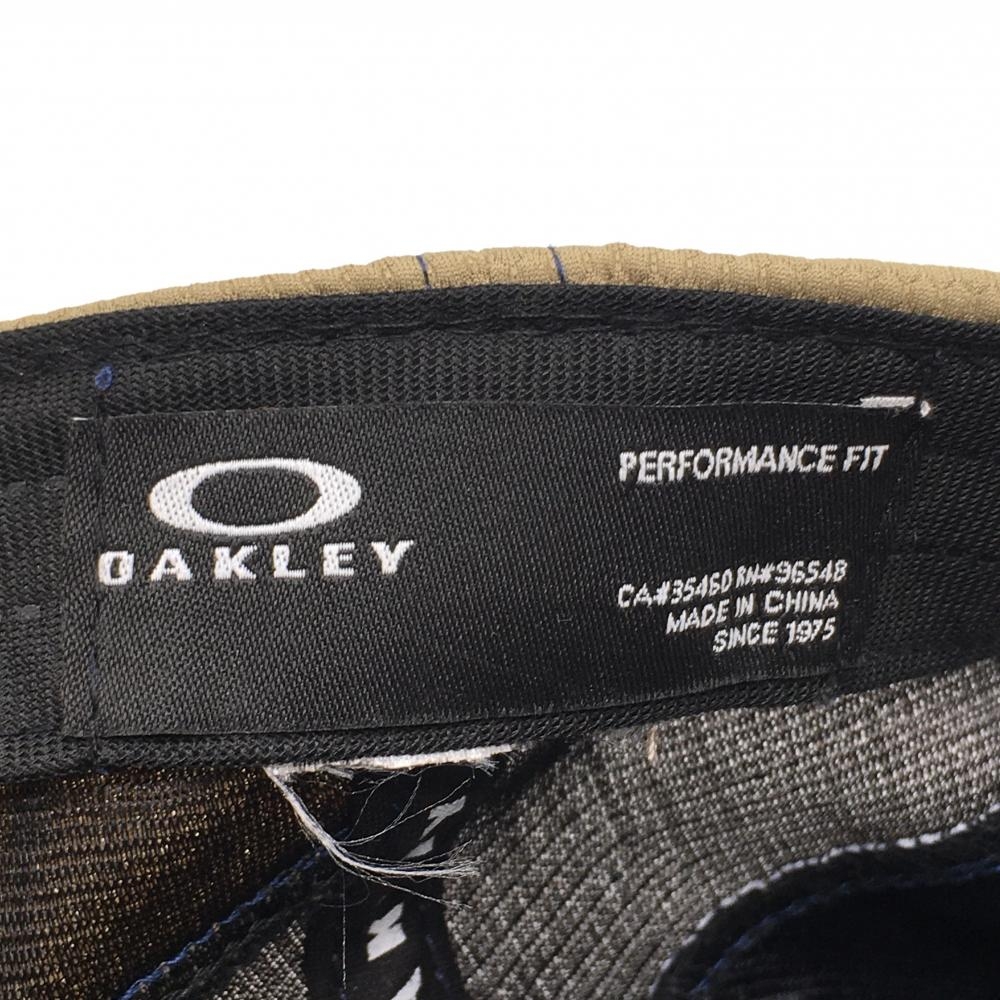 OAKLEY
PERFORMANCE FIT
CA#35460 RN#96548
MADE IN CHINA
SINCE 1975